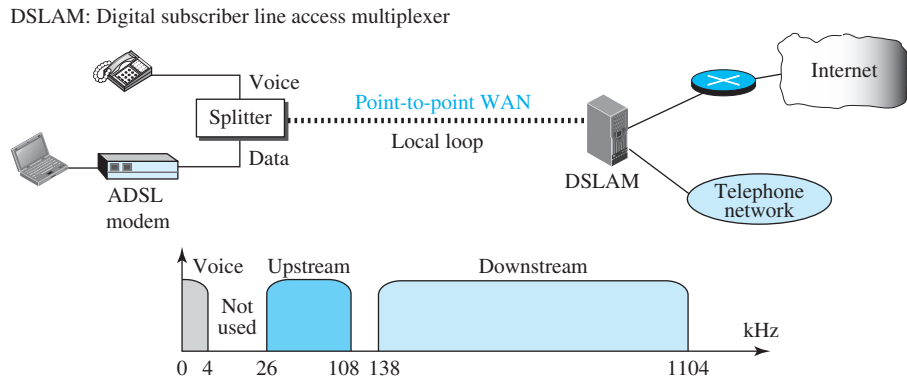 DSLAM: Digital subscriber line access multiplexer
Voice
Splitter
Data
ADSL
modem
Point-to-point WAN
Local loop
DSLAM
Internet
Telephone
network
Voice
Not
used
Upstream
Downstream
kHz
0 4 26 108 138 1104